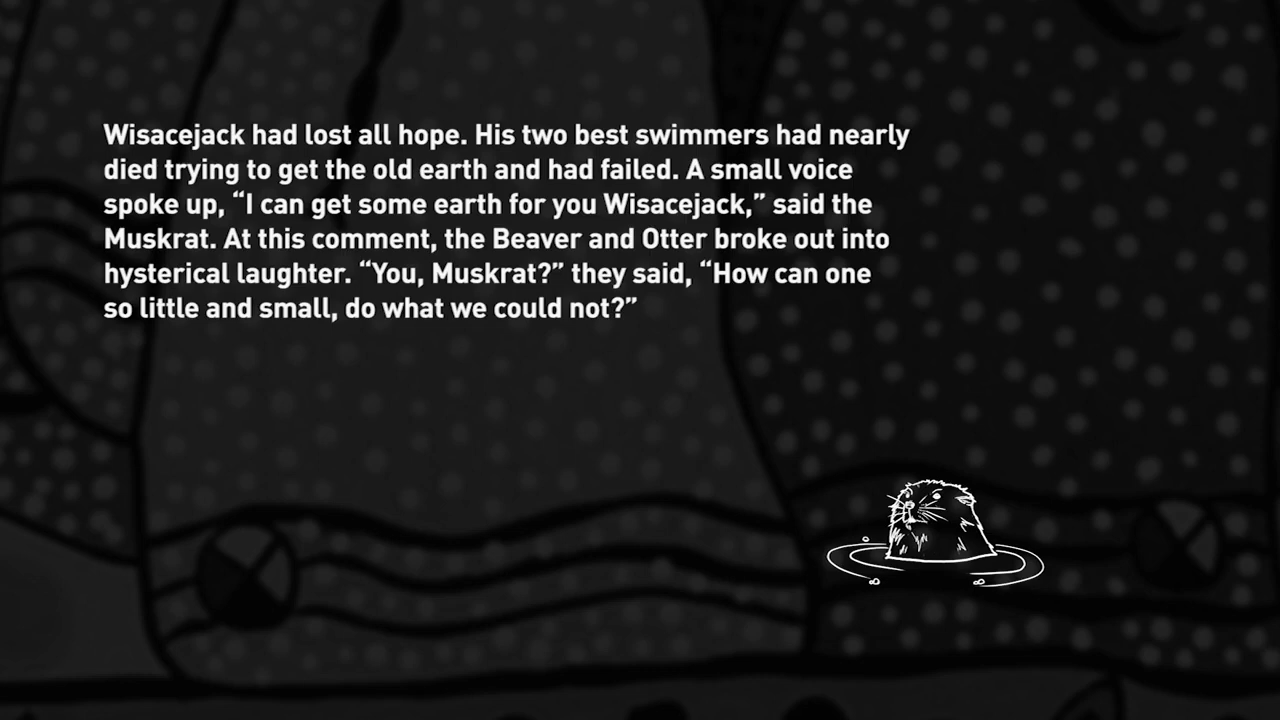 Wisacejack had lost all hope. His two best swimmers had nearly
died trying to get the old earth and had failed. A small voice
spoke up, “I can get some earth for you Wisacejack,” said the
Muskrat. At this comment, the Beaver and Otter broke out into
hysterical laughter. “You, Muskrat?” they said, “How can one
so little and small, do what we could not?”